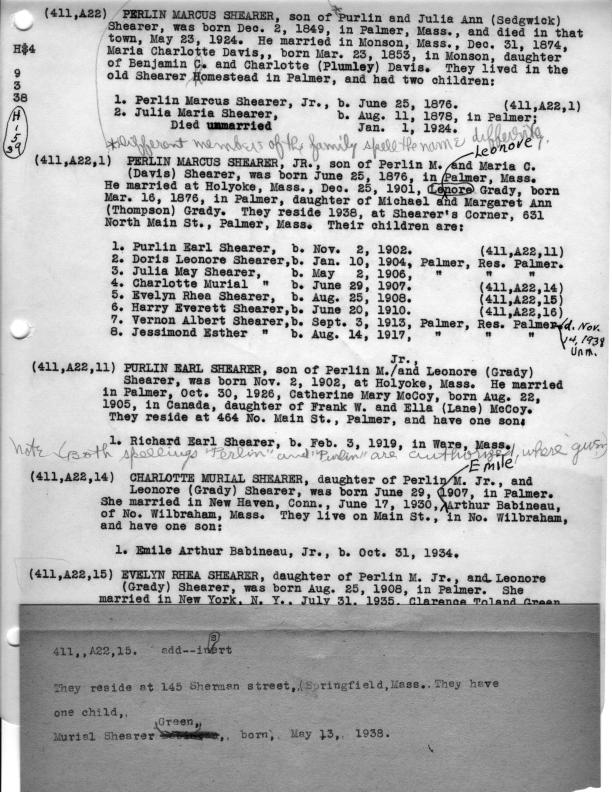 (411,A22) PERLIN MARCUS SHEARER, son of *Purlin and Julia Ann (Sedgwick)
Shearer, was born Dec. 2, 1849, in Palmer, Mass., and died in that
town, May 23, 1924. He married in Monson, Mass., Dec. 31, 1874,
Maria Charlotte Davis,, born Mar. 23, 1853, in Monson, daughter
of Benjamin C. and Charlotte (Plumley) Davis. They lived in the
old Shearer Homestead in Palmer, and had two children:
H$4
9
3
38
H
1
5
39
1. Perlin Marcus Shearer, Jr., b. June 25, 1876. (411,A22,1)
2. Julia Maria Shearer, b. Aug. 11, 1878, in Palmer;
Died unmarried Jan. 1, 1924.
*Different members of the family spell the name differing.
Leonore
(411,A22,1) PERLIN MARCUS SHEARER, JR., son of Perlin M. and Maria C.
(Davis) Shearer, was born June 25, 1876, in Palmer, Mass.
He married at Holyoke, Mass., Dec. 25, 1901, Lenore Grady, born
Mar. 16, 1876, in Palmer, daughter of Michael and Margaret Ann
(Thompson) Grady. They reside 1938, at Shearer's Corner, 631
North Main St., Palmer, Mass. Their children are:
1. Purlin Earl Shearer, b. Nov. 2, 1902. (411,A22,11)
2. Doris Leonore Shearer,b. Jan. 10, 1904, Palmer, Res. Palmer.
3. Julia May Shearer, b. May 2, 1906, " " "
4. Charlotte Murial " b. June 29, 1907. (411,A22,14)
5. Evelyn Rhea Shearer, b. Aug. 25, 1908. (411,A22,15)
6. Harry Everett Shearer,b. June 20, 1910. (411,A22,16)
7. Vernon Albert Shearer,b. Sept. 3, 1913, Palmer, Res. Palmer d. Nov.
8. Jessimond Esther " b. Aug. 14, 1917, " " " 14, 1938
Unm.
Jr.,
(411,A22,11) PURLIN EARL SHEARER, son of Perlin M./and Leonore (Grady)
Shearer, was born Nov. 2, 1902, at Holyoke, Mass. He married
in Palmer, Oct. 30, 1926, Catherine Mary McCoy, born Aug. 22,
1905, in Canada, daughter of Frank W. and Ella (Lane) McCoy.
They reside at 464 No. Main St., Palmer, and have one son:
1. Richard Earl Shearer, b. Feb. 3, 1919, in Ware, Mass.
Note (Both spellings "Perlin" and "Purlin" are authorized, where given)
Emile
(411,A22,14) CHARLOTTE MURIAL SHEARER, daughter of Perlin M. Jr., and
Leonore (Grady) Shearer, was born June 29, 1907, in Palmer.
She married in New Haven, Conn., June 17, 1930, Arthur Babineau,
of No. Wilbraham, Mass. They live on Main St., in No. Wilbraham,
and have one son:
1. Emile Arthur Babineau, Jr., b. Oct. 31, 1934.
(411,A22,15) EVELYN RHEA SHEARER, daughter of Perlin M. Jr., and Leonore
(Grady) Shearer, was born Aug. 25, 1908, in Palmer. She
married in New York, N. Y., July 31, 1935, Clarence Toland Green
s
411,,A22,15. add--inert
They reside at 145 Sherman street,,(Springfield,Mass. They have
one child,,
Green,,
Murial Shearer ,, born, May 13, 1938.